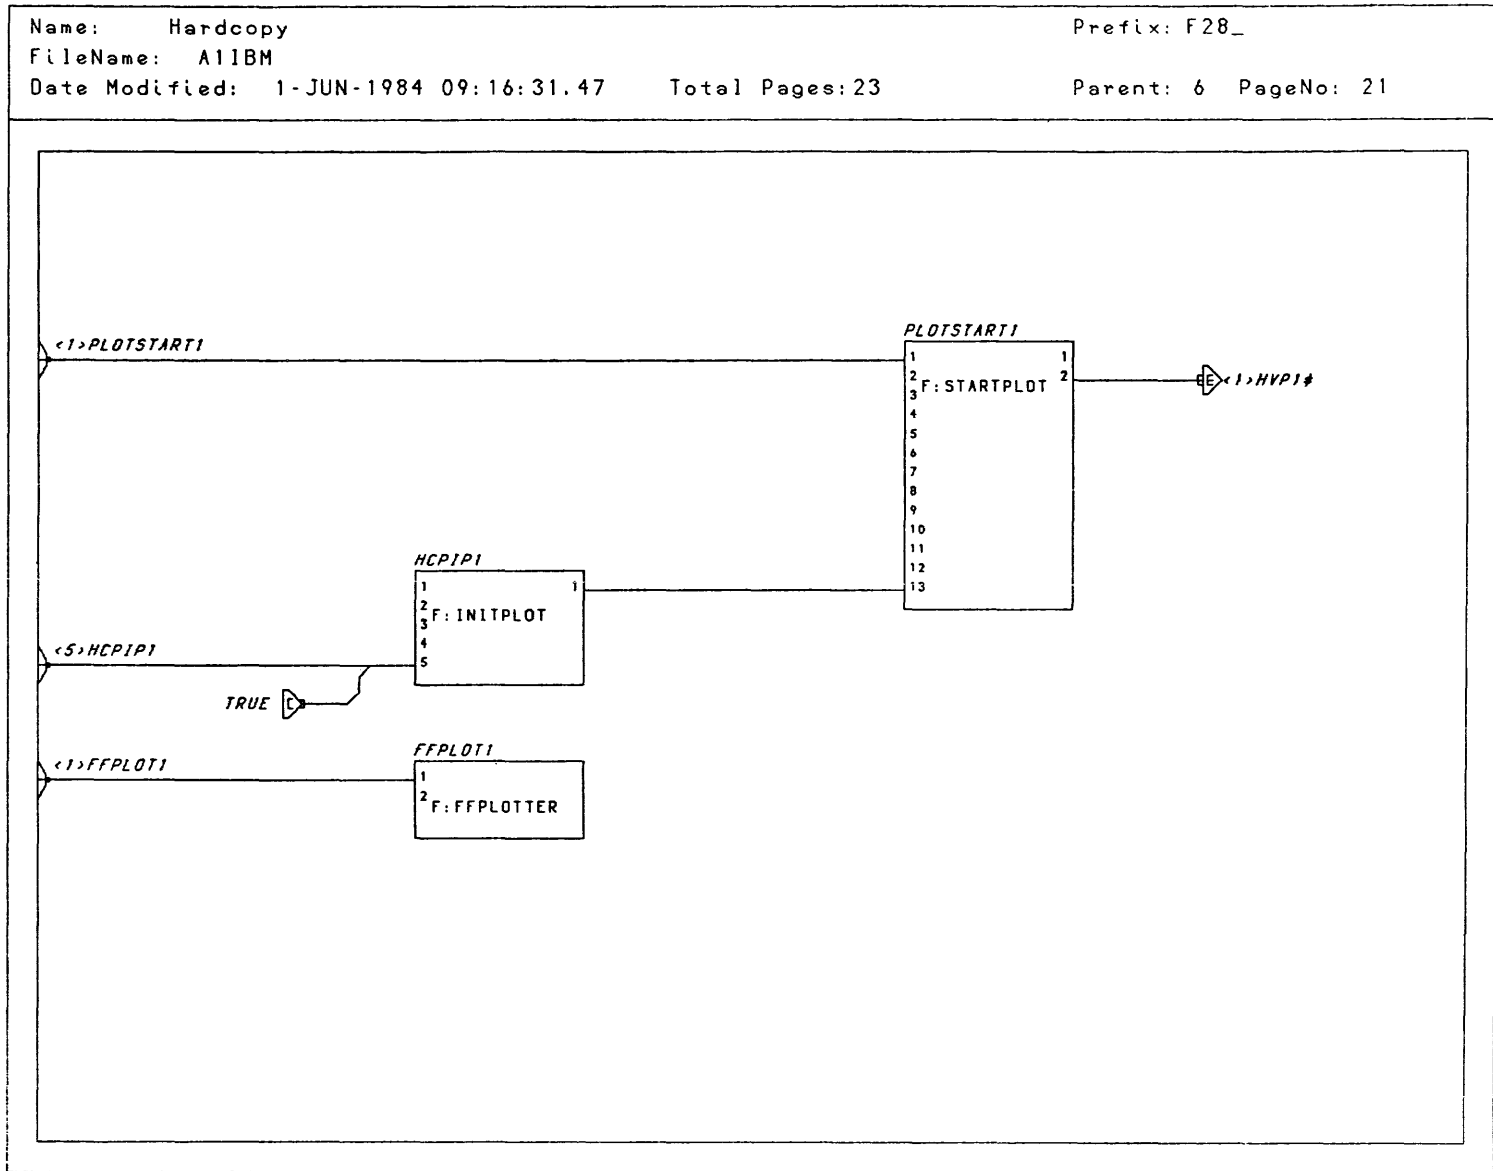 Name: Hardcopy Prefix: F28_
FileName: A1IBM
Date Modified: 1-JUN-1984 09:16:31.47 Total Pages:23 Parent: 6 PageNo: 21
<1>PLOTSTART1
PLOTSTART1
1 1
2 F:STARTPLOT 2
3
4
5
6
7
8
9
10
11
12
13
E <1>HVP1#
HCPIP1
1 1
2
3 F:INITPLOT
4
5
<5>HCPIP1
TRUE C
FFPLOT1
<1>FFPLOT1
1
2 F:FFPLOTTER